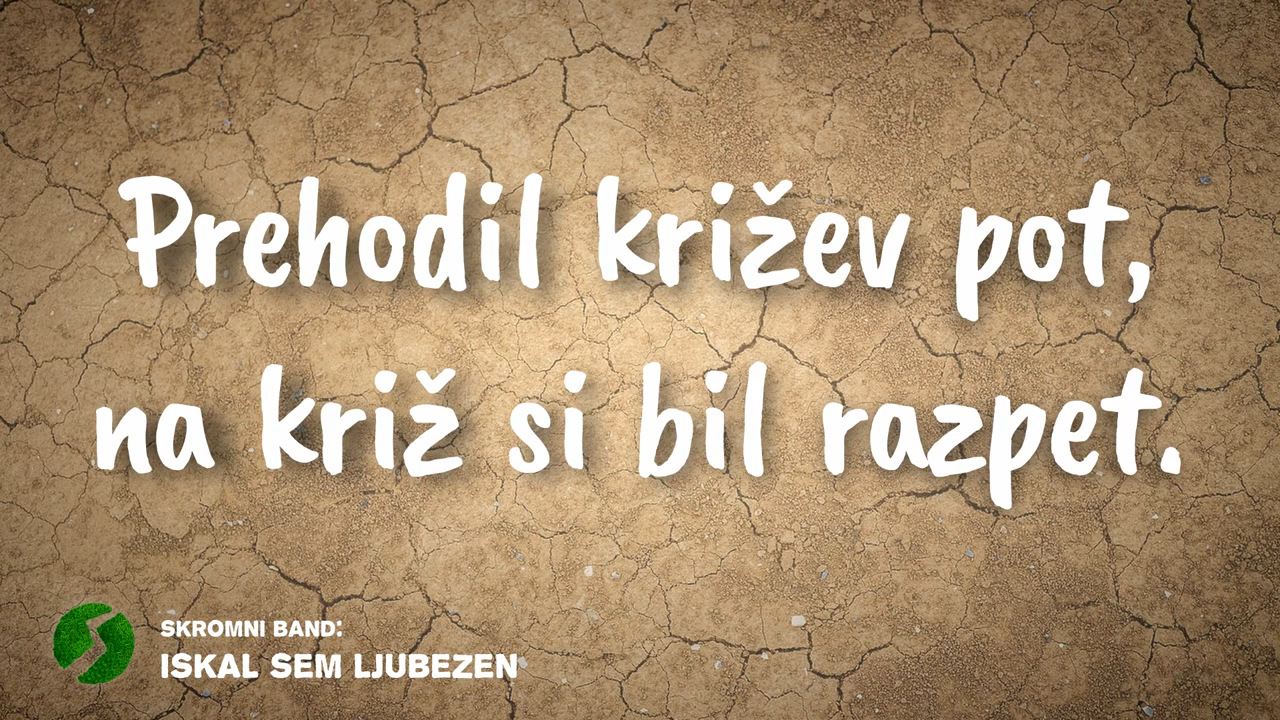 Prehodil križev pot,
na križ si bil razpet.
SKROMNI BAND:
ISKAL SEM LJUBEZEN